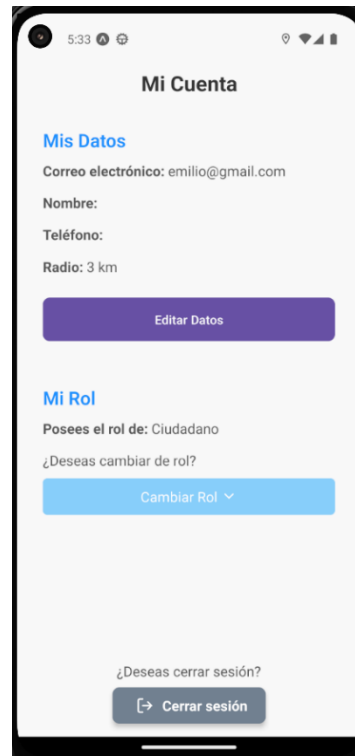 5:33
Mi Cuenta
Mis Datos
Correo electrónico: emilio@gmail.com
Nombre:
Teléfono:
Radio: 3 km
Editar Datos
Mi Rol
Posees el rol de: Ciudadano
¿Deseas cambiar de rol?
Cambiar Rol
¿Deseas cerrar sesión?
Cerrar sesión